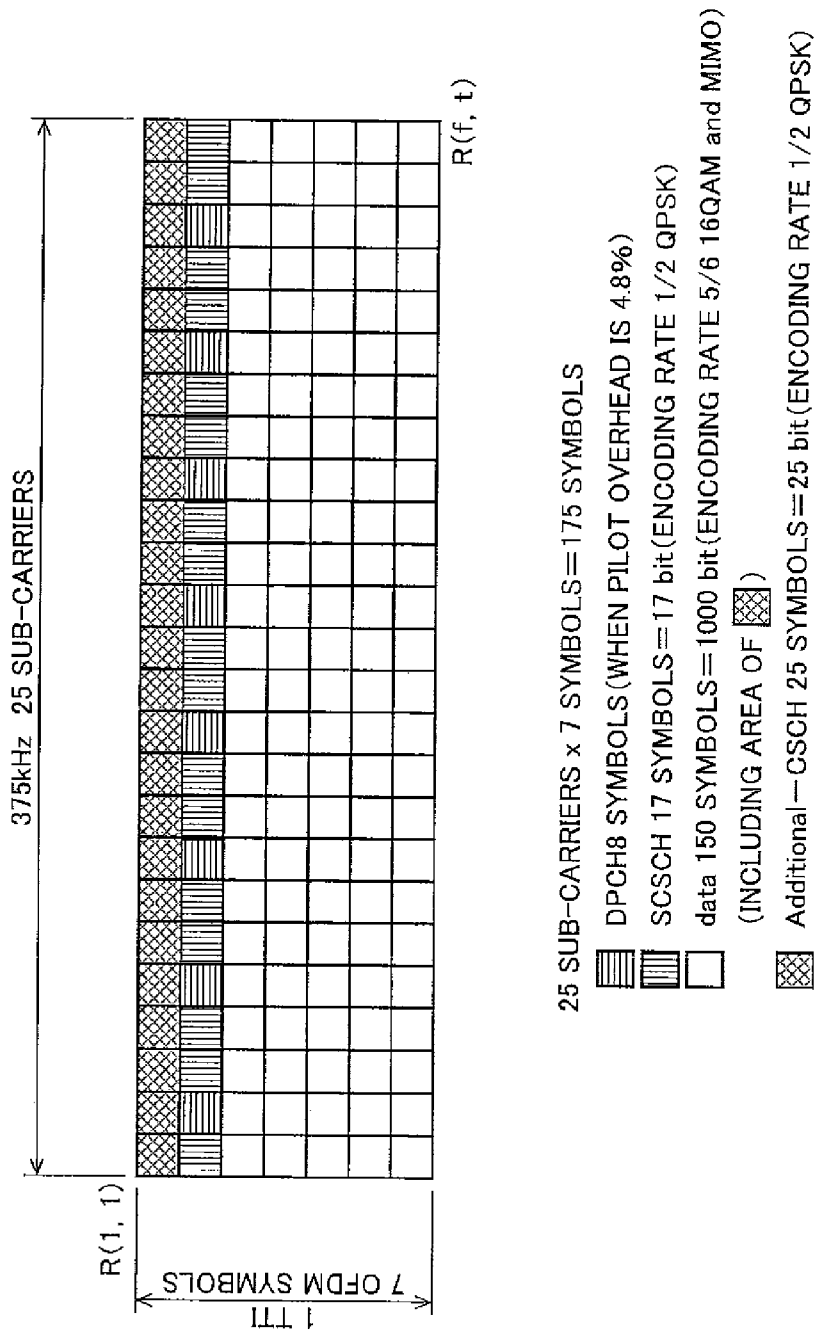 375kHz 25 SUB-CARRIERS
R(1, 1)
1 TTI
7 OFDM SYMBOLS
R(f, t)
25 SUB-CARRIERS x 7 SYMBOLS=175 SYMBOLS
DPCH8 SYMBOLS(WHEN PILOT OVERHEAD IS 4.8%)
SCSCH 17 SYMBOLS=17 bit(ENCODING RATE 1/2 QPSK)
data 150 SYMBOLS=1000 bit(ENCODING RATE 5/6 16QAM and MIMO)
(INCLUDING AREA OF )
Additional-CSCH 25 SYMBOLS=25 bit(ENCODING RATE 1/2 QPSK)